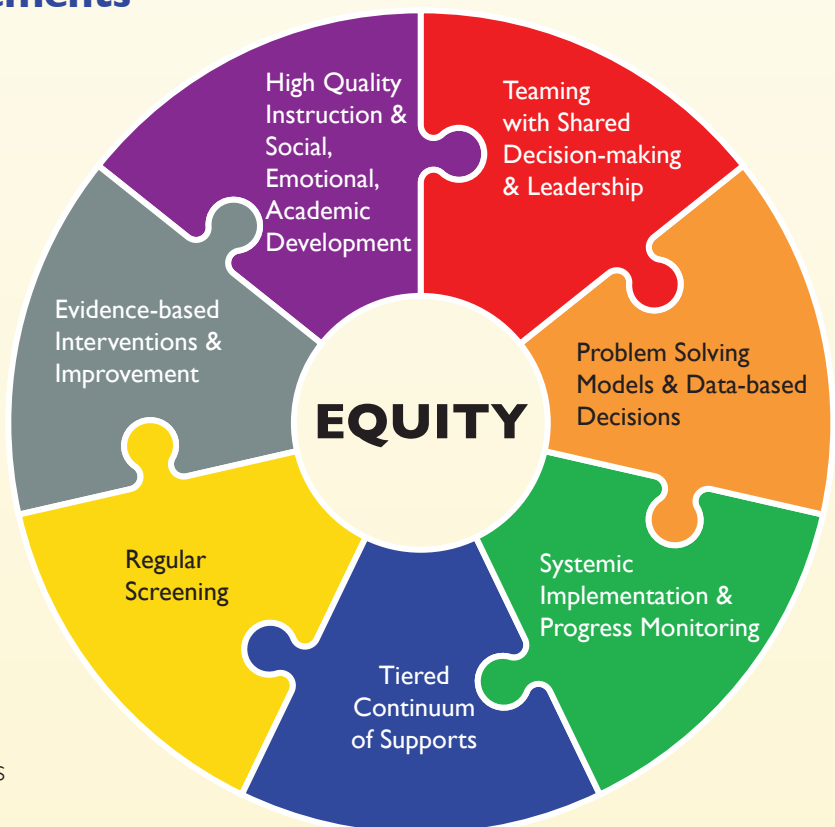 ements
High Quality
Instruction &
Social,
Emotional,
Academic
Development
Teaming
with Shared
Decision-making
& Leadership
Problem Solving
Models & Data-based
Decisions
Systemic
Implementation &
Progress Monitoring
Tiered
Continuum
of Supports
Regular
Screening
Evidence-based
Interventions &
Improvement
EQUITY
s